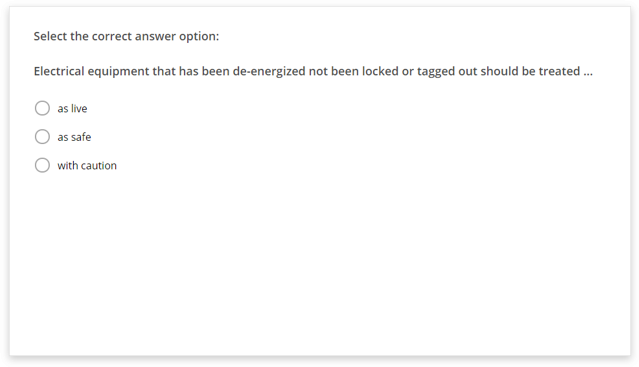 Select the correct answer option:
Electrical equipment that has been de-energized not been locked or tagged out should be treated ...
as live
as safe
with caution